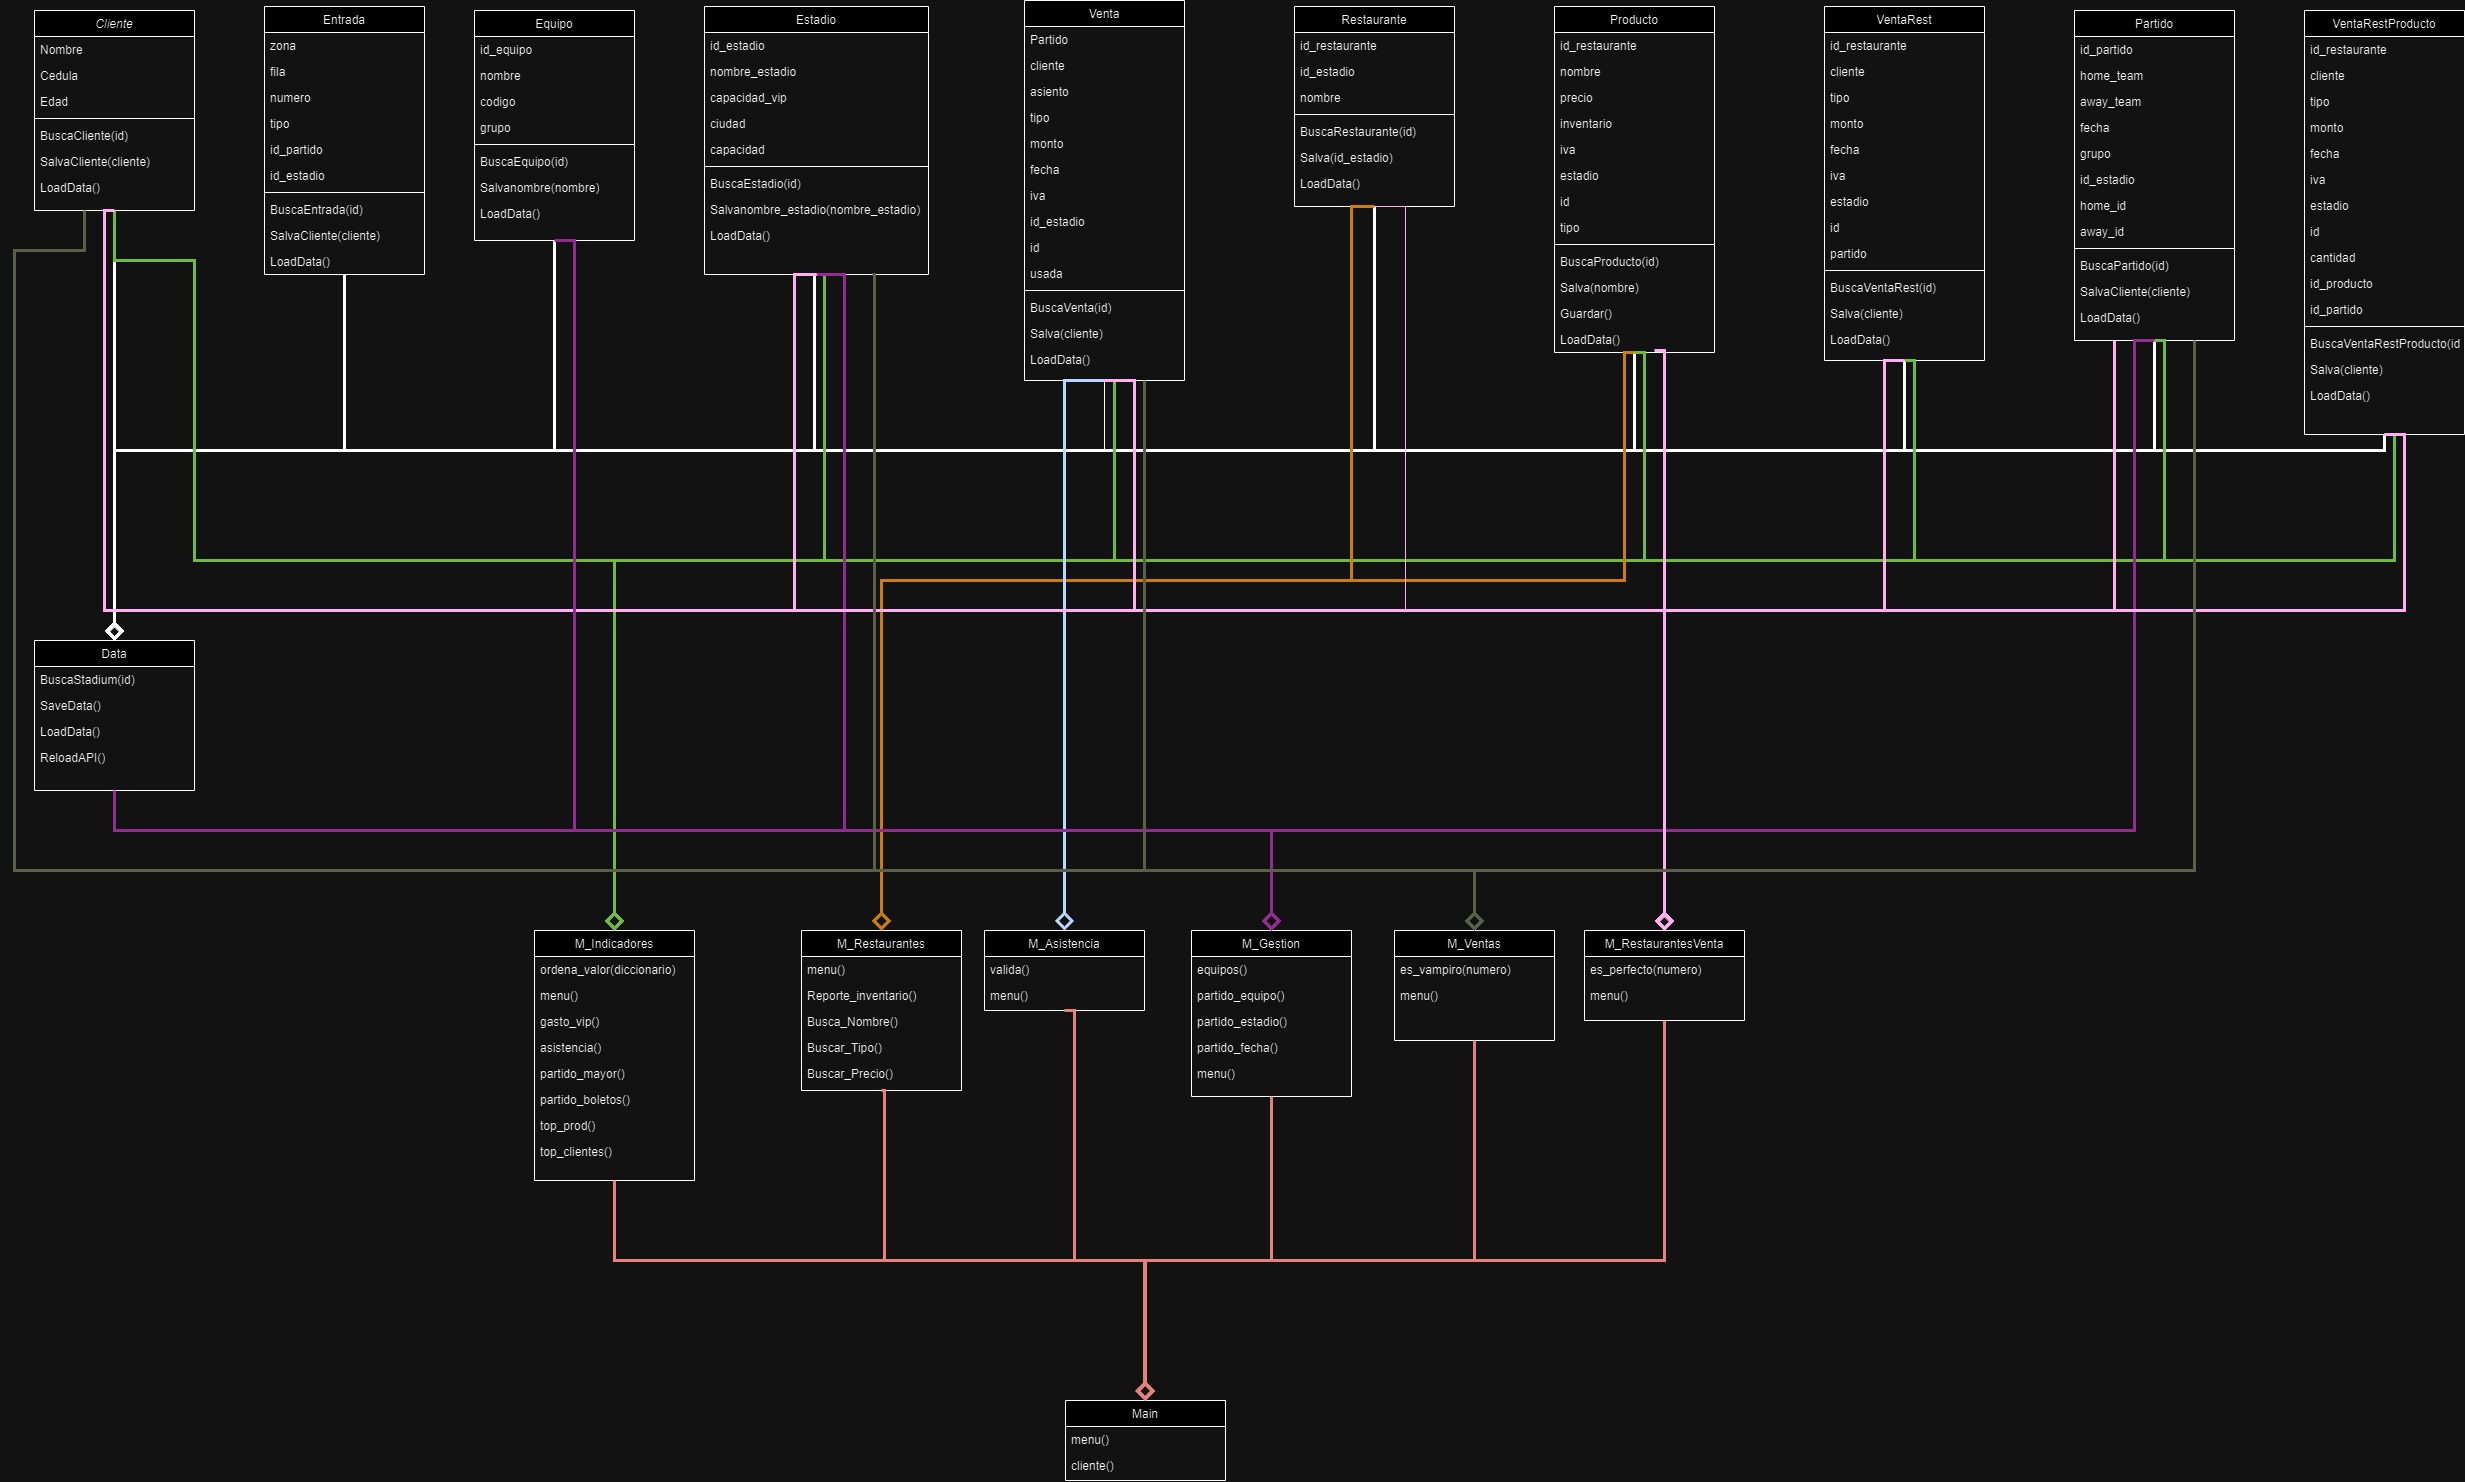 Cliente
Nombre
Cedula
Edad
BuscaCliente(id)
SalvaCliente(cliente)
LoadData()
Entrada
zona
fila
numero
tipo
id_partido
id_estadio
BuscaEntrada(id)
SalvaCliente(cliente)
LoadData()
Equipo
id_equipo
nombre
codigo
grupo
BuscaEquipo(id)
Salvanombre(nombre)
LoadData()
Estadio
id_estadio
nombre_estadio
capacidad_vip
ciudad
capacidad
BuscaEstadio(id)
Salvanombre_estadio(nombre_estadio)
LoadData()
Venta
Partido
cliente
asiento
tipo
monto
fecha
iva
id_estadio
id
usada
BuscaVenta(id)
Salva(cliente)
LoadData()
Restaurante
id_restaurante
id_estadio
nombre
BuscaRestaurante(id)
Salva(id_estadio)
LoadData()
Producto
id_restaurante
nombre
precio
inventario
iva
estadio
id
tipo
BuscaProducto(id)
Salva(nombre)
Guardar()
LoadData()
VentaRest
id_restaurante
cliente
tipo
monto
fecha
iva
estadio
id
partido
BuscaVentaRest(id)
Salva(cliente)
LoadData()
Partido
id_partido
home_team
away_team
fecha
grupo
id_estadio
home_id
away_id
BuscaPartido(id)
SalvaCliente(cliente)
LoadData()
VentaRestProducto
id_restaurante
cliente
tipo
monto
fecha
iva
estadio
id
cantidad
id_producto
id_partido
BuscaVentaRestProducto(id
Salva(cliente)
LoadData()
Data
BuscaStadium(id)
SaveData()
LoadData()
ReloadAPI()
M_Indicadores
ordena_valor(diccionario)
menu()
gasto_vip()
asistencia()
partido_mayor()
partido_boletos()
top_prod()
top_clientes()
M_Restaurantes
menu()
Reporte_inventario()
Busca_Nombre()
Buscar_Tipo()
Buscar_Precio()
M_Asistencia
valida()
menu()
M_Gestion
equipos()
partido_equipo()
partido_estadio()
partido_fecha()
menu()
M_Ventas
es_vampiro(numero)
menu()
M_RestaurantesVenta
es_perfecto(numero)
menu()
Main
menu()
cliente()